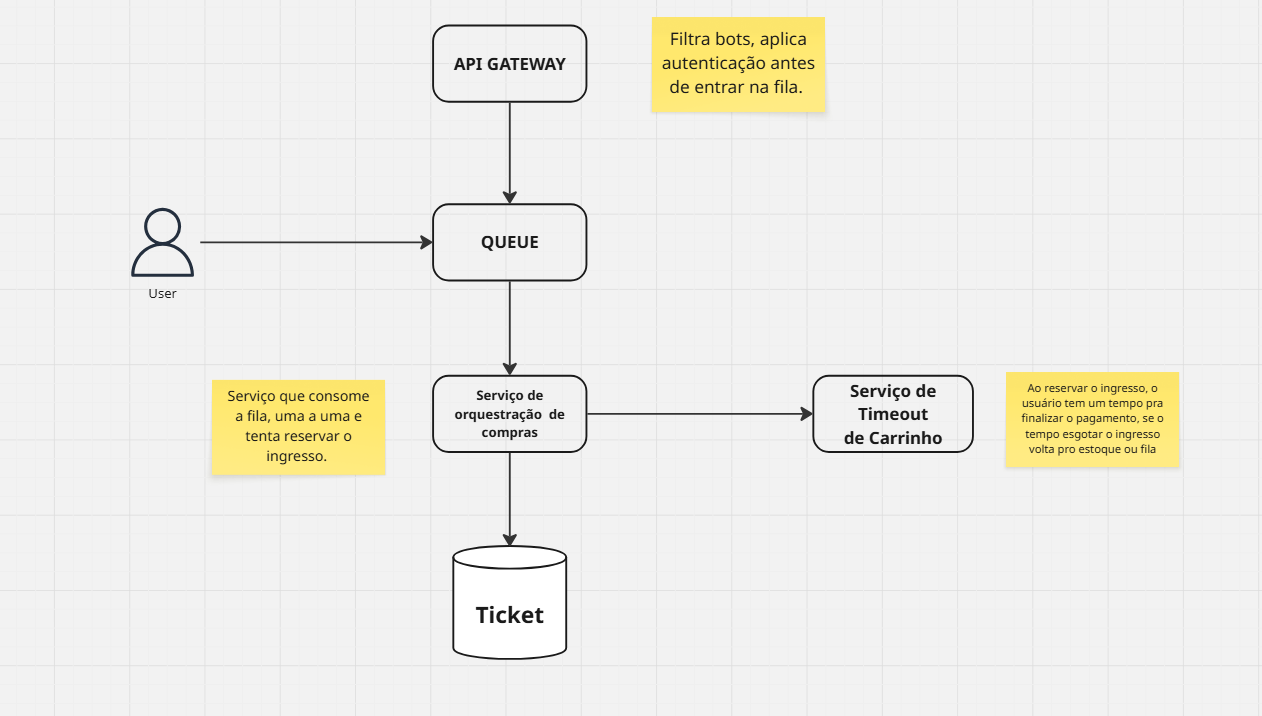 API GATEWAY
Filtra bots, aplica
autenticação antes
de entrar na fila.
QUEUE
User
Serviço que consome
a fila, uma a uma e
tenta reservar o
ingresso.
Serviço de
orquestração de
compras
Serviço de
Timeout
de Carrinho
Ao reservar o ingresso, o
usuário tem um tempo pra
finalizar o pagamento, se o
tempo esgotar o ingresso
volta pro estoque ou fila
Ticket